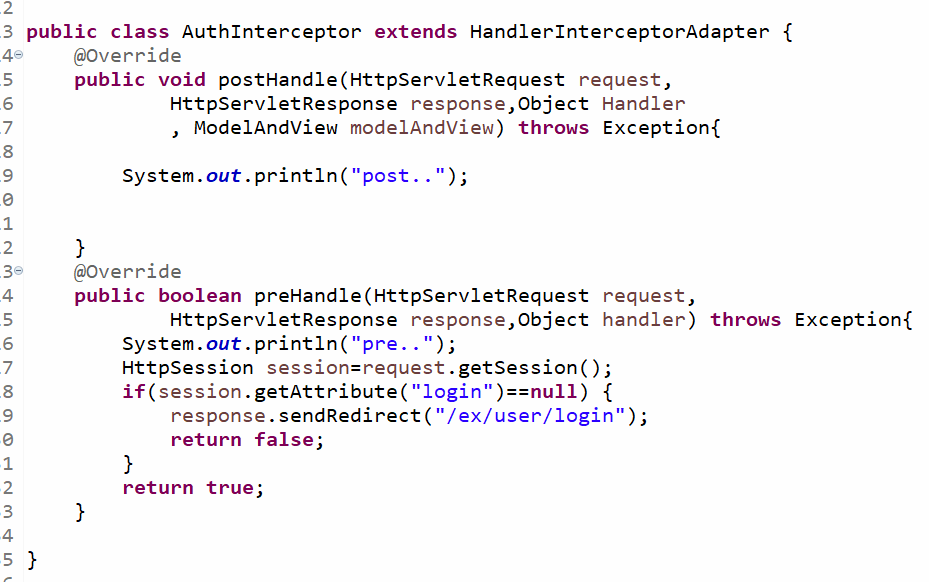 2
3 public class AuthInterceptor extends HandlerInterceptorAdapter {
4 @Override
5 public void postHandle(HttpServletRequest request,
6 HttpServletResponse response,Object Handler
7 , ModelAndView modelAndView) throws Exception{
8
9 System.out.println("post..");
0
1
2 }
3 @Override
4 public boolean preHandle(HttpServletRequest request,
5 HttpServletResponse response,Object handler) throws Exception{
6 System.out.println("pre..");
7 HttpSession session=request.getSession();
8 if(session.getAttribute("login")==null) {
9 response.sendRedirect("/ex/user/login");
0 return false;
1 }
2 return true;
3 }
4
5 }